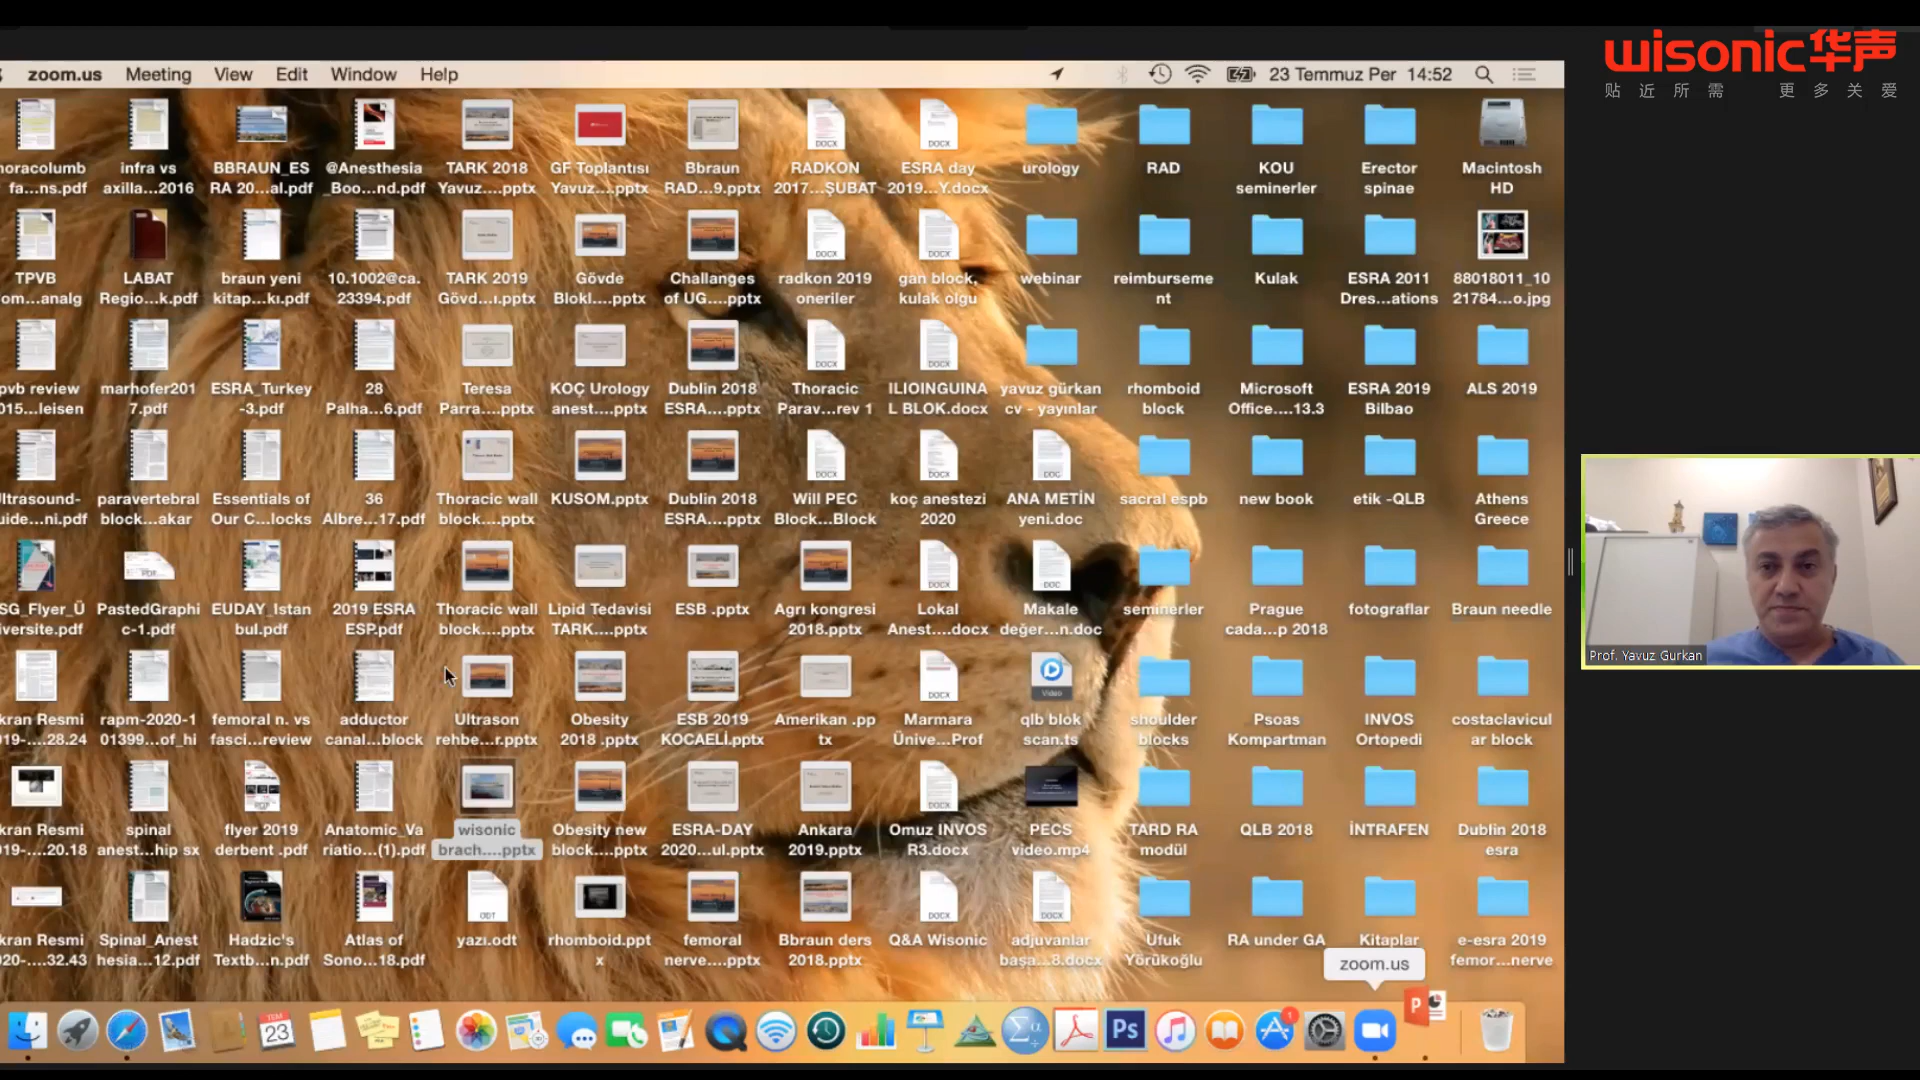 wisonic华声
贴近所需 更多关爱
zoom.us Meeting View Edit Window Help 23 Temmuz Per 14:52
oracolumb infra vs BBRAUN_ES @Anesthesia TARK 2018 GF Toplantısı Bbraun RADKON ESRA day urology RAD KOU Erector Macintosh
fa...ns.pdf axilla...2016 RA 20...al.pdf _Boo...nd.pdf Yavuz....pptx Yavuz....pptx RAD...9.pptx 2017...ŞUBAT 2019...Y.docx seminerler spinae HD
TPVB LABAT braun yeni 10.1002@ca. TARK 2019 Gövde Challanges radkon 2019 gan block, webinar reimburseme Kulak ESRA 2011 88018011_10
om...analg Regio...k.pdf kitap...kı.pdf 23394.pdf Gövd...ı.pptx Blokl....pptx of UG....pptx oneriler kulak olgu nt Dres...ations 21784...o.jpg
pvb review marhofer201 ESRA_Turkey 28 Teresa KOÇ Urology Dublin 2018 Thoracic ILIOINGUINA yavuz gürkan rhomboid Microsoft ESRA 2019 ALS 2019
015...leisen 7.pdf -3.pdf Palha...6.pdf Parra....pptx anest....pptx ESRA....pptx Parav...rev 1 L BLOK.docx cv - yayınlar block Office....13.3 Bilbao
ltrasound- paravertebral Essentials of 36 Thoracic wall KUSOM.pptx Dublin 2018 Will PEC koç anestezi ANA METİN sacral espb new book etik -QLB Athens
uide...ni.pdf block...akar Our C...locks Albre...17.pdf block....pptx ESRA....pptx Block...Block 2020 yeni.doc Greece
SG_Flyer_Ü PastedGraphi EUDAY_Istan 2019 ESRA Thoracic wall Lipid Tedavisi ESB .pptx Agrı kongresi Lokal Makale seminerler Prague fotograflar Braun needle
iversite.pdf c-1.pdf bul.pdf ESP.pdf block....pptx TARK....pptx 2018.pptx Anest....docx değer...n.doc cada...p 2018
kran Resmi rapm-2020-1 femoral n. vs adductor Ultrason Obesity ESB 2019 Amerikan .pp Marmara qlb blok shoulder Psoas INVOS costaclavicul
019-....28.24 01399...of_hi fasci...review canal...block rehbe...r.pptx 2018 .pptx KOCAELİ.pptx tx Ünive...Prof scan.ts blocks Kompartman Ortopedi ar block
kran Resmi spinal flyer 2019 Anatomic_Va wisonic Obesity new ESRA-DAY Ankara Omuz INVOS PECS TARD RA QLB 2018 İNTRAFEN Dublin 2018
019-....20.18 anest...hip sx derbent .pdf riatio...(1).pdf brach....pptx block....pptx 2020...ul.pptx 2019.pptx R3.docx video.mp4 modül esra
kran Resmi Spinal_Anest Hadzic's Atlas of yazı.odt rhomboid.ppt femoral Bbraun ders Q&A Wisonic adjuvanlar Ufuk RA under GA Kitaplar e-esra 2019
020-....32.43 hesia...12.pdf Textb...n.pdf Sono...18.pdf x nerve....pptx 2018.pptx başa...8.docx Yörükoğlu femor...nerve
zoom.us
Prof. Yavuz Gurkan
DOCX
DOC
PDF
ODT
Video
TEM
23
Ps
P
1